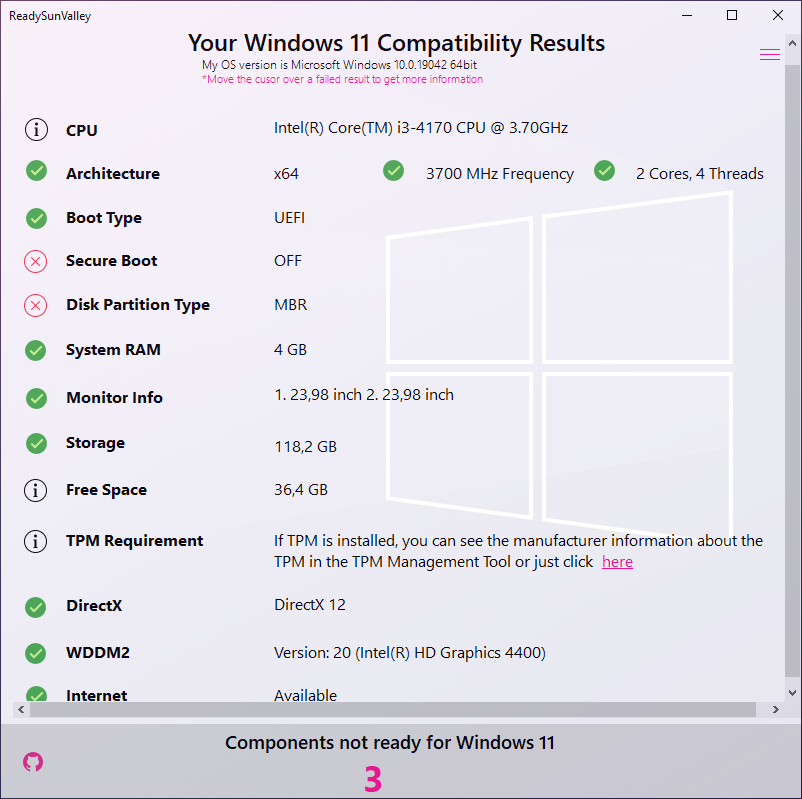 ReadySunValley
Your Windows 11 Compatibility Results
My OS version is Microsoft Windows 10.0.19042 64bit
*Move the cusor over a failed result to get more information
CPU Intel(R) Core(TM) i3-4170 CPU @ 3.70GHz
Architecture x64 3700 MHz Frequency 2 Cores, 4 Threads
Boot Type UEFI
Secure Boot OFF
Disk Partition Type MBR
System RAM 4 GB
Monitor Info 1. 23,98 inch 2. 23,98 inch
Storage 118,2 GB
Free Space 36,4 GB
TPM Requirement If TPM is installed, you can see the manufacturer information about the
TPM in the TPM Management Tool or just click here
DirectX DirectX 12
WDDM2 Version: 20 (Intel(R) HD Graphics 4400)
Internet Available
Components not ready for Windows 11
3